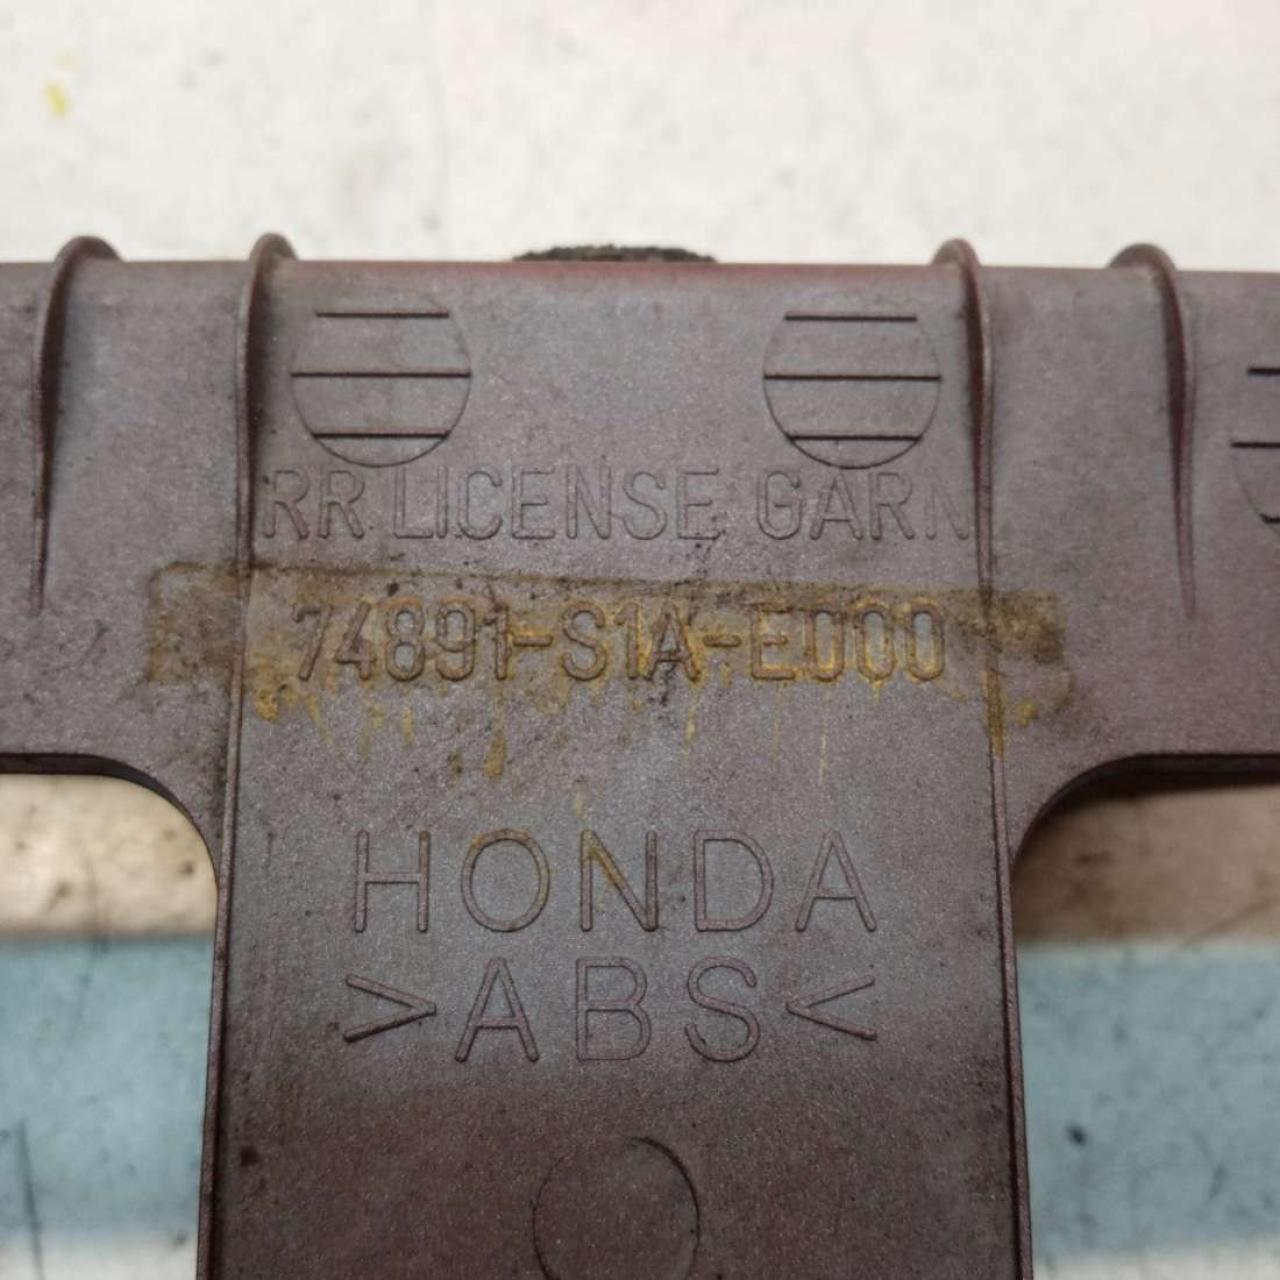 RR LICENSE GARN
74891-S1A-E000
HONDA
>ABS<